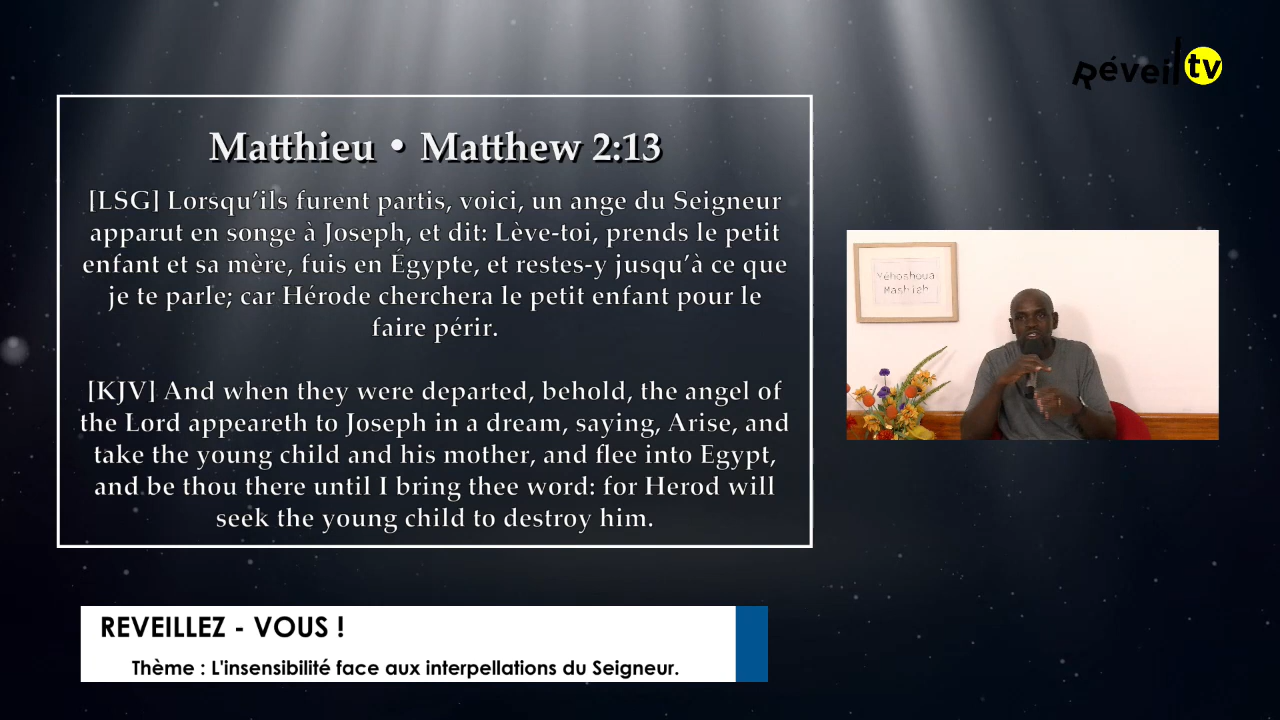 Réveil tv
Matthieu • Matthew 2:13
[LSG] Lorsqu’ils furent partis, voici, un ange du Seigneur
apparut en songe à Joseph, et dit: Lève-toi, prends le petit
enfant et sa mère, fuis en Égypte, et restes-y jusqu’à ce que
je te parle; car Hérode cherchera le petit enfant pour le
faire périr.
[KJV] And when they were departed, behold, the angel of
the Lord appeareth to Joseph in a dream, saying, Arise, and
take the young child and his mother, and flee into Egypt,
and be thou there until I bring thee word: for Herod will
seek the young child to destroy him.
Yéhoshoua
Mashiah
REVEILLEZ - VOUS !
Thème : L'insensibilité face aux interpellations du Seigneur.